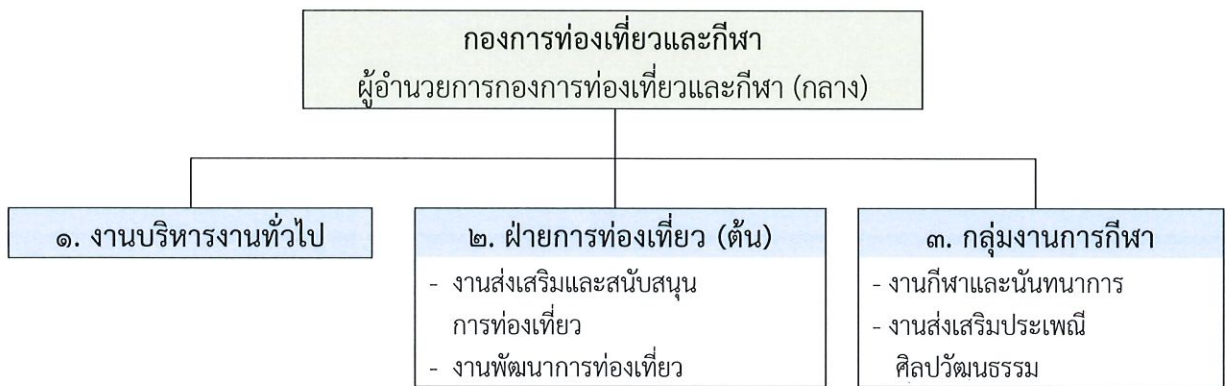 กองการท่องเที่ยวและกีฬา
ผู้อำนวยการกองการท่องเที่ยวและกีฬา (กลาง)
๑. งานบริหารงานทั่วไป
๒. ฝ่ายการท่องเที่ยว (ต้น)
- งานส่งเสริมและสนับสนุน
การท่องเที่ยว
- งานพัฒนาการท่องเที่ยว
๓. กลุ่มงานการกีฬา
- งานกีฬาและนันทนาการ
- งานส่งเสริมประเพณี
ศิลปวัฒนธรรม